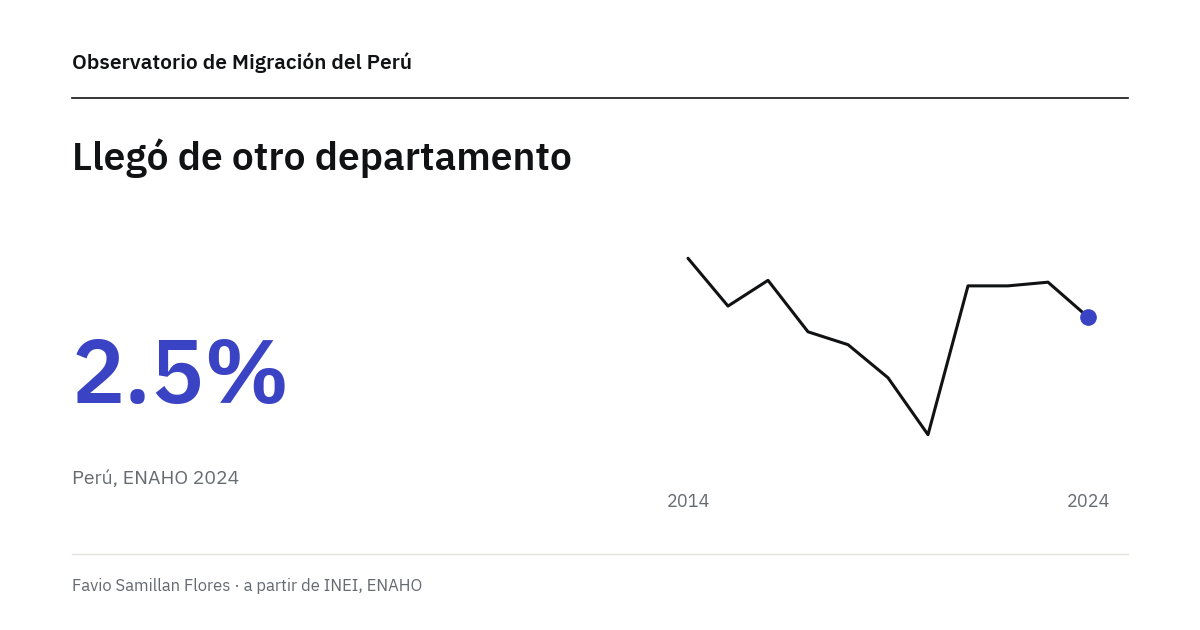 Observatorio de Migración del Perú
Llegó de otro departamento
2.5%
Perú, ENAHO 2024
2014
2024
Favio Samillan Flores · a partir de INEI, ENAHO